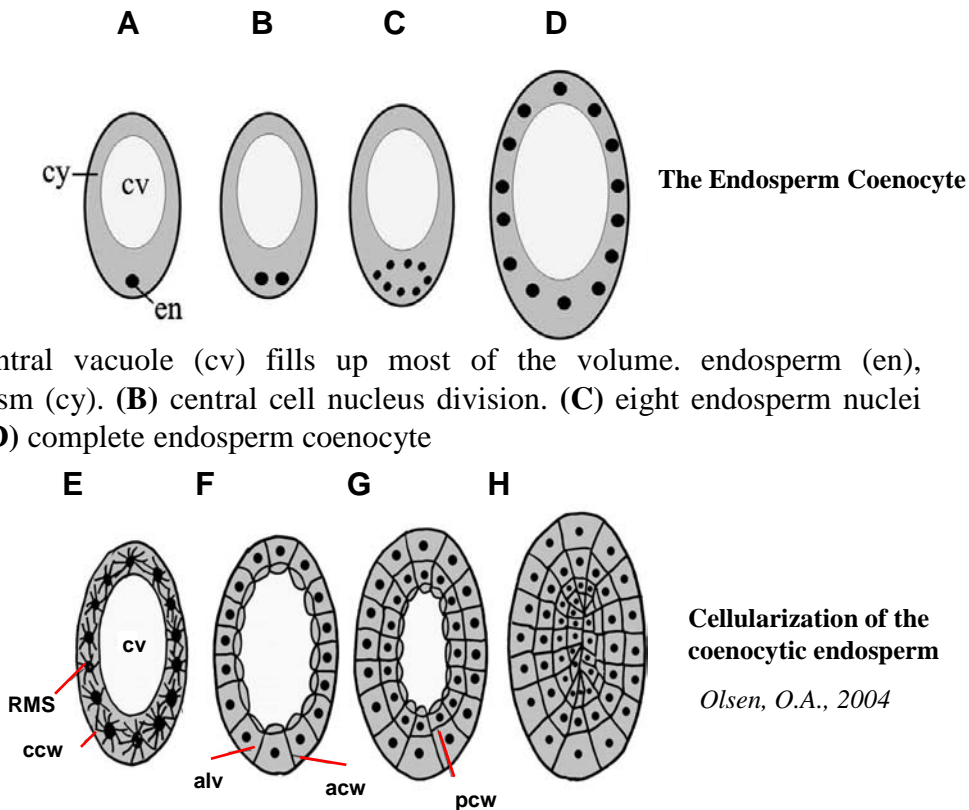 A B C D
cy
cv
en
The Endosperm Coenocyte
ntral vacuole (cv) fills up most of the volume. endosperm (en),
sm (cy). (B) central cell nucleus division. (C) eight endosperm nuclei
) complete endosperm coenocyte
E F G H
cv
RMS
ccw
alv
acw
pcw
Cellularization of the
coenocytic endosperm
Olsen, O.A., 2004